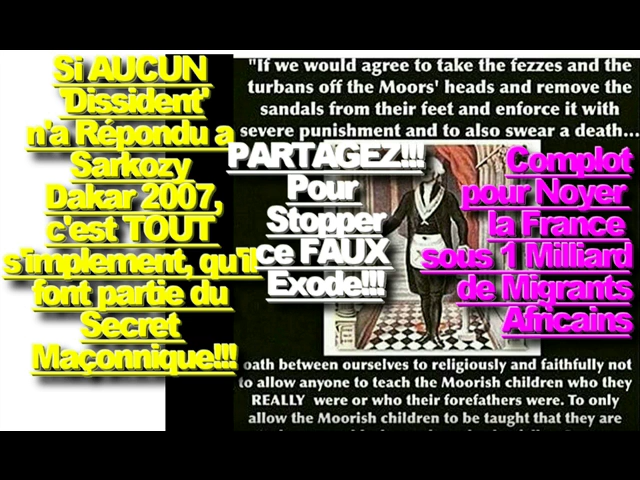 Si AUCUN
'Dissident'
n'a Répondu a
Sarkozy
Dakar 2007,
c'est TOUT
s'implement, qu'il
font partie du
Secret
Maçonnique!!!
"If we would agree to take the fezzes and the
turbans off the Moors' heads and remove the
sandals from their feet and enforce it with
severe punishment and to also swear a death...
PARTAGEZ!!!
Pour
Stopper
ce FAUX
Exode!!!
Complot
pour Noyer
la France
sous 1 Milliard
de Migrants
Africains
oath between ourselves to religiously and faithfully not
to allow anyone to teach the Moorish children who they
REALLY were or who their forefathers were. To only
allow the Moorish children to be taught that they are